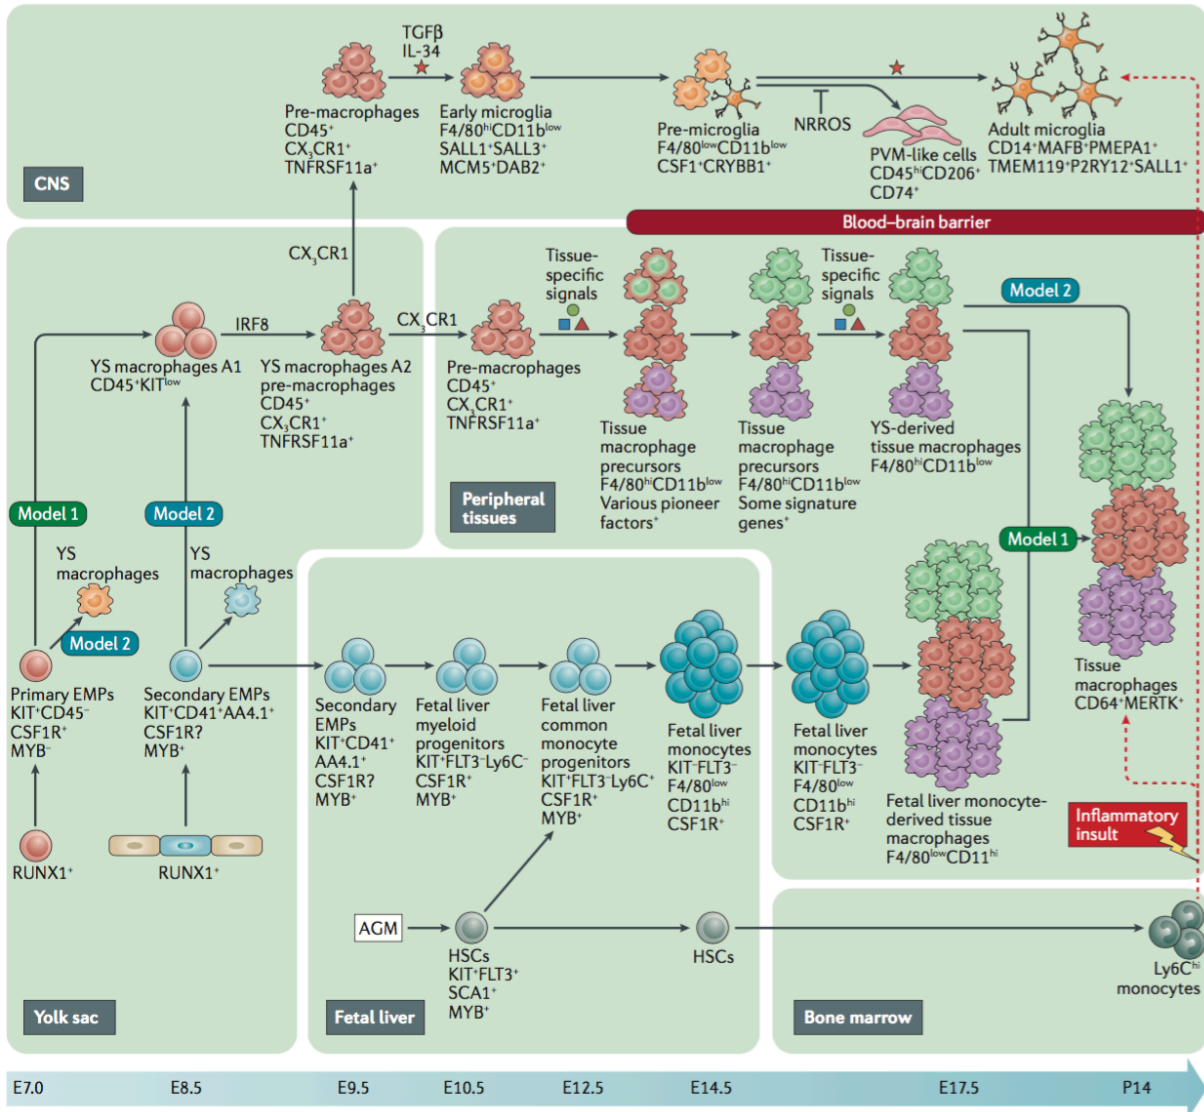 TGFβ
IL-34
Pre-macrophages
CD45⁺
CX₃CR1⁺
TNFRSF11a⁺
Early microglia
F4/80ʰⁱCD11bˡᵒʷ
SALL1⁺SALL3⁺
MCM5⁺DAB2⁺
Pre-microglia
F4/80ˡᵒʷCD11bˡᵒʷ
CSF1⁺CRYBB1⁺
NRROS
PVM-like cells
CD45ʰⁱCD206⁺
CD74⁺
Adult microglia
CD14⁺MAFB⁺PMEPA1⁺
TMEM119⁺P2RY12⁺SALL1⁺
CNS
Blood–brain barrier
CX₃CR1
IRF8
YS macrophages A1
CD45⁺KITˡᵒʷ
YS macrophages A2
pre-macrophages
CD45⁺
CX₃CR1⁺
TNFRSF11a⁺
CX₃CR1
Pre-macrophages
CD45⁺
CX₃CR1⁺
TNFRSF11a⁺
Tissue-
specific
signals
Tissue
macrophage
precursors
F4/80ʰⁱCD11bˡᵒʷ
Various pioneer
factors⁺
Tissue
macrophage
precursors
F4/80ʰⁱCD11bˡᵒʷ
Some signature
genes⁺
Tissue-
specific
signals
YS-derived
tissue macrophages
F4/80ʰⁱCD11bˡᵒʷ
Model 2
Peripheral
tissues
Model 1
Model 2
YS
macrophages
Model 2
YS
macrophages
Primary EMPs
KIT⁺CD45⁻
CSF1R⁺
MYB⁻
Secondary EMPs
KIT⁺CD41⁺AA4.1⁺
CSF1R?
MYB⁺
RUNX1⁺
RUNX1⁺
Yolk sac
Secondary
EMPs
KIT⁺CD41⁺
AA4.1⁺
CSF1R?
MYB⁺
Fetal liver
myeloid
progenitors
KIT⁺FLT3⁻Ly6C⁻
CSF1R⁺
MYB⁺
Fetal liver
common
monocyte
progenitors
KIT⁺FLT3⁻Ly6C⁺
CSF1R⁺
MYB⁺
Fetal liver
monocytes
KIT⁻FLT3⁻
F4/80ˡᵒʷ
CD11bʰⁱ
CSF1R⁺
Fetal liver
monocytes
KIT⁻FLT3⁻
F4/80ˡᵒʷ
CD11bʰⁱ
CSF1R⁺
Fetal liver monocyte-
derived tissue
macrophages
F4/80ˡᵒʷCD11ʰⁱ
Model 1
Tissue
macrophages
CD64⁺MERTK⁺
Inflammatory
insult
AGM
HSCs
KIT⁺FLT3⁺
SCA1⁺
MYB⁺
HSCs
Ly6Cʰⁱ
monocytes
Fetal liver
Bone marrow
E7.0
E8.5
E9.5
E10.5
E12.5
E14.5
E17.5
P14